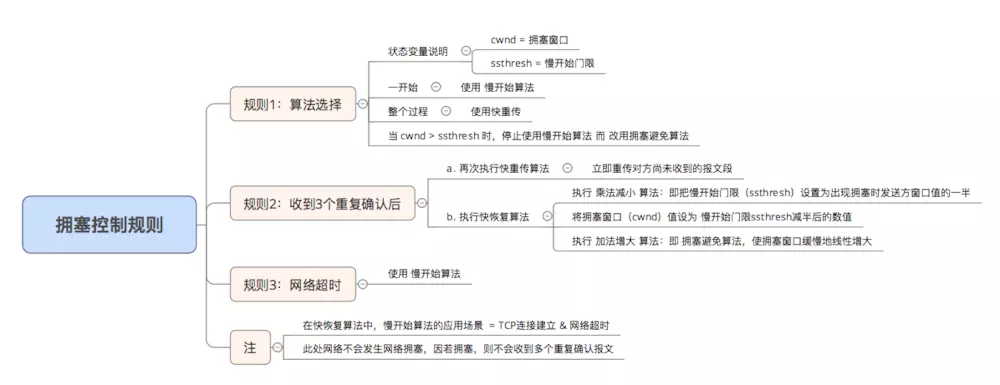 拥塞控制规则
规则1：算法选择
状态变量说明
cwnd = 拥塞窗口
ssthresh = 慢开始门限
一开始
使用 慢开始算法
整个过程
使用快重传
当 cwnd > ssthresh 时，停止使用慢开始算法 而 改用拥塞避免算法
规则2：收到3个重复确认后
a. 再次执行快重传算法
立即重传对方尚未收到的报文段
b. 执行快恢复算法
执行 乘法减小 算法：即把慢开始门限（ssthresh）设置为出现拥塞时发送方窗口值的一半
将拥塞窗口（cwnd）值设为 慢开始门限ssthresh减半后的数值
执行 加法增大 算法：即 拥塞避免算法，使拥塞窗口缓慢地线性增大
规则3：网络超时
使用 慢开始算法
注
在快恢复算法中，慢开始算法的应用场景 = TCP连接建立 & 网络超时
此处网络不会发生网络拥塞，因若拥塞，则不会收到多个重复确认报文